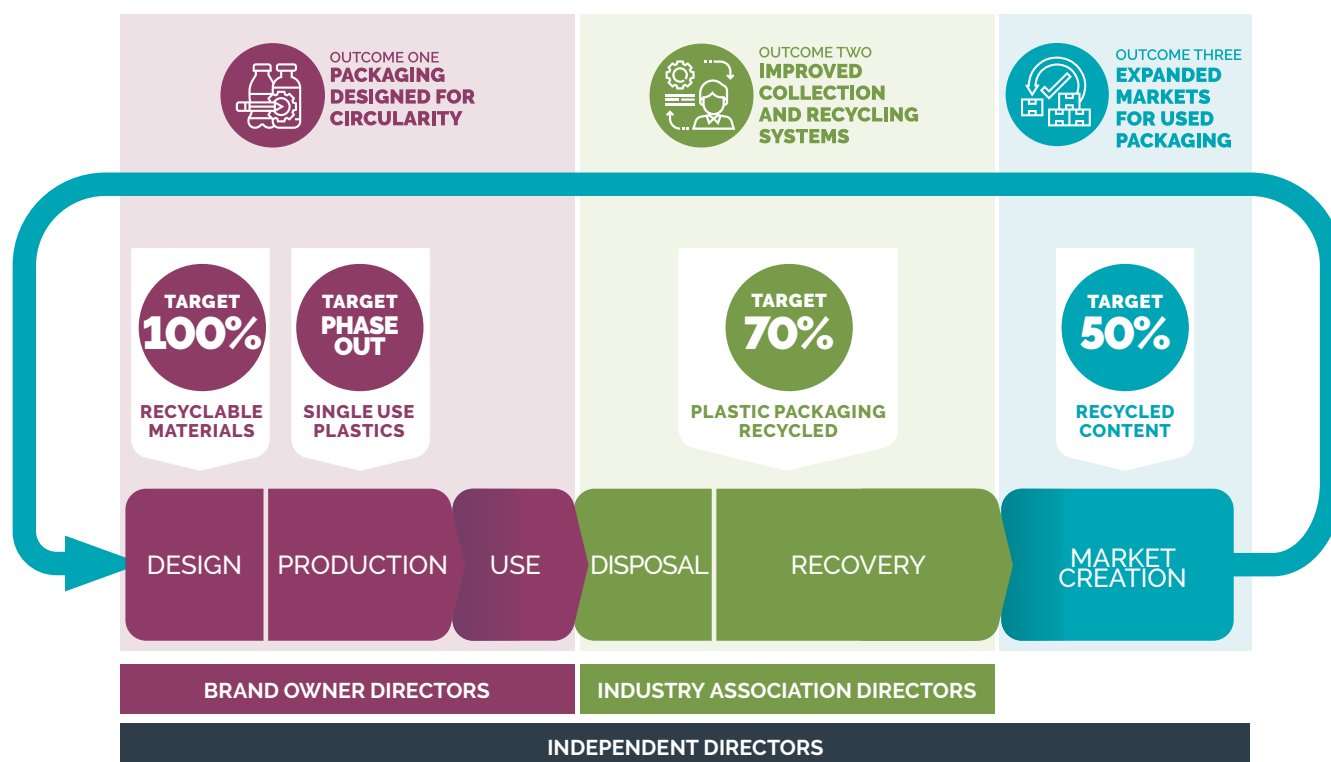 OUTCOME ONE
PACKAGING
DESIGNED FOR
CIRCULARITY
OUTCOME TWO
IMPROVED
COLLECTION
AND RECYCLING
SYSTEMS
OUTCOME THREE
EXPANDED
MARKETS
FOR USED
PACKAGING
TARGET
100%
RECYCLABLE
MATERIALS
TARGET
PHASE
OUT
SINGLE USE
PLASTICS
TARGET
70%
PLASTIC PACKAGING
RECYCLED
TARGET
50%
RECYCLED
CONTENT
DESIGN
PRODUCTION
USE
DISPOSAL
RECOVERY
MARKET
CREATION
BRAND OWNER DIRECTORS
INDUSTRY ASSOCIATION DIRECTORS
INDEPENDENT DIRECTORS